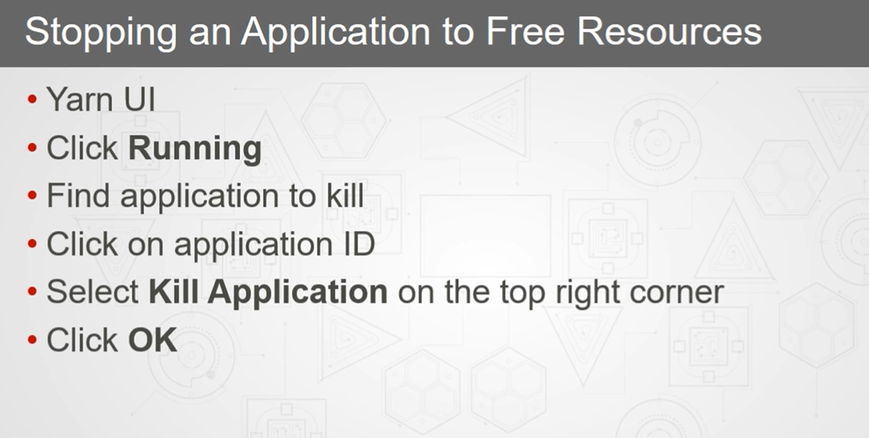 Stopping an Application to Free Resources
• Yarn UI
• Click Running
• Find application to kill
• Click on application ID
• Select Kill Application on the top right corner
• Click OK